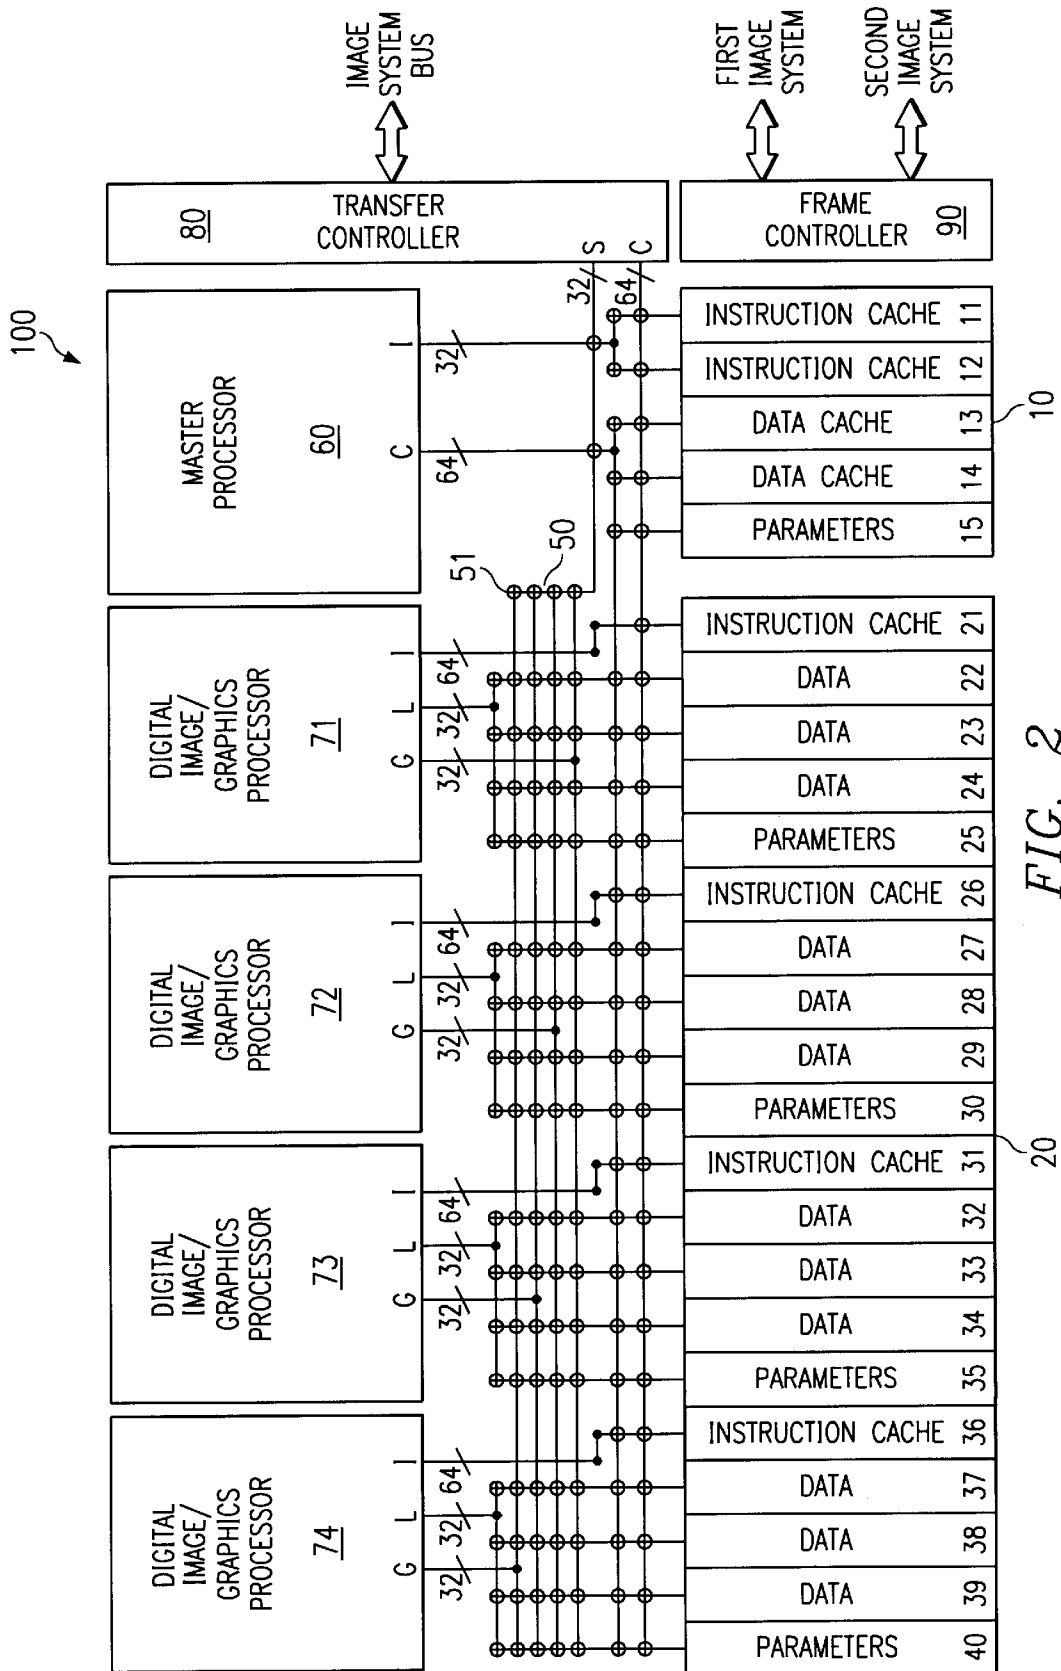 100
DIGITAL
IMAGE/
GRAPHICS
PROCESSOR
74
G
L
I
32
32
64
DIGITAL
IMAGE/
GRAPHICS
PROCESSOR
73
G
L
I
32
32
64
DIGITAL
IMAGE/
GRAPHICS
PROCESSOR
72
G
L
I
32
32
64
DIGITAL
IMAGE/
GRAPHICS
PROCESSOR
71
G
L
I
32
32
64
MASTER
PROCESSOR
60
C
I
64
32
51
50
TRANSFER
CONTROLLER
80
S
C
32
64
IMAGE
SYSTEM
BUS
PARAMETERS 40
DATA 39
DATA 38
DATA 37
INSTRUCTION CACHE 36
PARAMETERS 35
DATA 34
DATA 33
DATA 32
INSTRUCTION CACHE 31
PARAMETERS 30
DATA 29
DATA 28
DATA 27
INSTRUCTION CACHE 26
PARAMETERS 25
DATA 24
DATA 23
DATA 22
INSTRUCTION CACHE 21
20
PARAMETERS 15
DATA CACHE 14
DATA CACHE 13
INSTRUCTION CACHE 12
INSTRUCTION CACHE 11
10
FRAME
CONTROLLER
90
FIRST
IMAGE
SYSTEM
SECOND
IMAGE
SYSTEM
FIG. 2